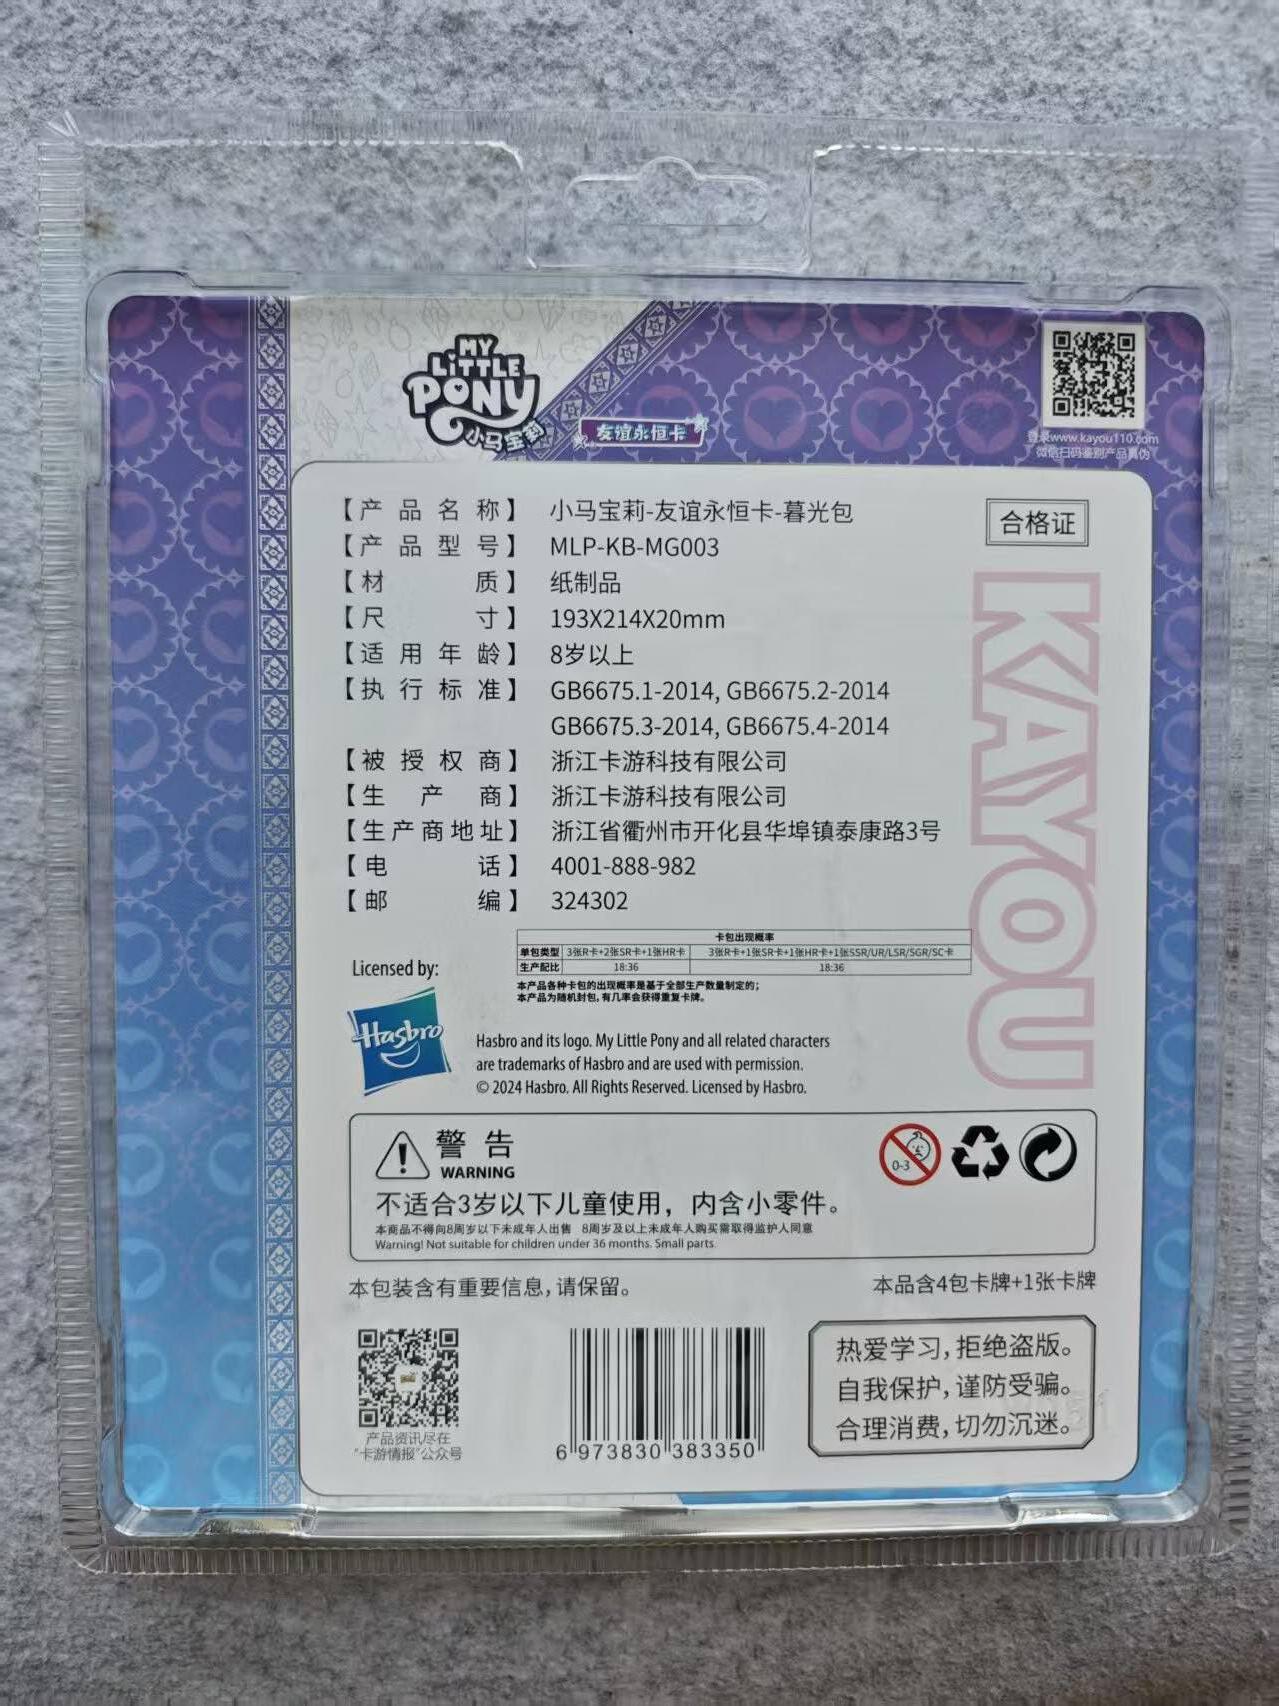 MY
LITTLE
PONY
小马宝莉
友谊永恒卡
登录www.kayou110.com
微信扫码鉴别产品真伪
【产品名称】 小马宝莉-友谊永恒卡-暮光包
合格证
【产品型号】 MLP-KB-MG003
【材质】 纸制品
【尺寸】 193X214X20mm
【适用年龄】 8岁以上
【执行标准】 GB6675.1-2014, GB6675.2-2014
GB6675.3-2014, GB6675.4-2014
【被授权商】 浙江卡游科技有限公司
【生产商】 浙江卡游科技有限公司
【生产商地址】 浙江省衢州市开化县华埠镇泰康路3号
【电话】 4001-888-982
【邮编】 324302
KAYOU
卡包出现概率
单包类型 3张R卡+2张SR卡+1张HR卡 3张R卡+1张SR卡+1张HR卡+1张SSR/UR/LSR/SGR/SC卡
生产配比 18:36 18:36
本产品各种卡包的出现概率是基于全部生产数量制定的；
本产品为随机封包,有几率会获得重复卡牌。
Licensed by:
Hasbro
Hasbro and its logo. My Little Pony and all related characters
are trademarks of Hasbro and are used with permission.
© 2024 Hasbro. All Rights Reserved. Licensed by Hasbro.
警告
WARNING
0-3
不适合3岁以下儿童使用，内含小零件。
本商品不得向8周岁以下未成年人出售 8周岁及以上未成年人购买需取得监护人同意
Warning! Not suitable for children under 36 months. Small parts.
本包装含有重要信息,请保留。
本品含4包卡牌+1张卡牌
产品资讯尽在
“卡游情报”公众号
6 973830 383350
热爱学习,拒绝盗版。
自我保护,谨防受骗。
合理消费,切勿沉迷。